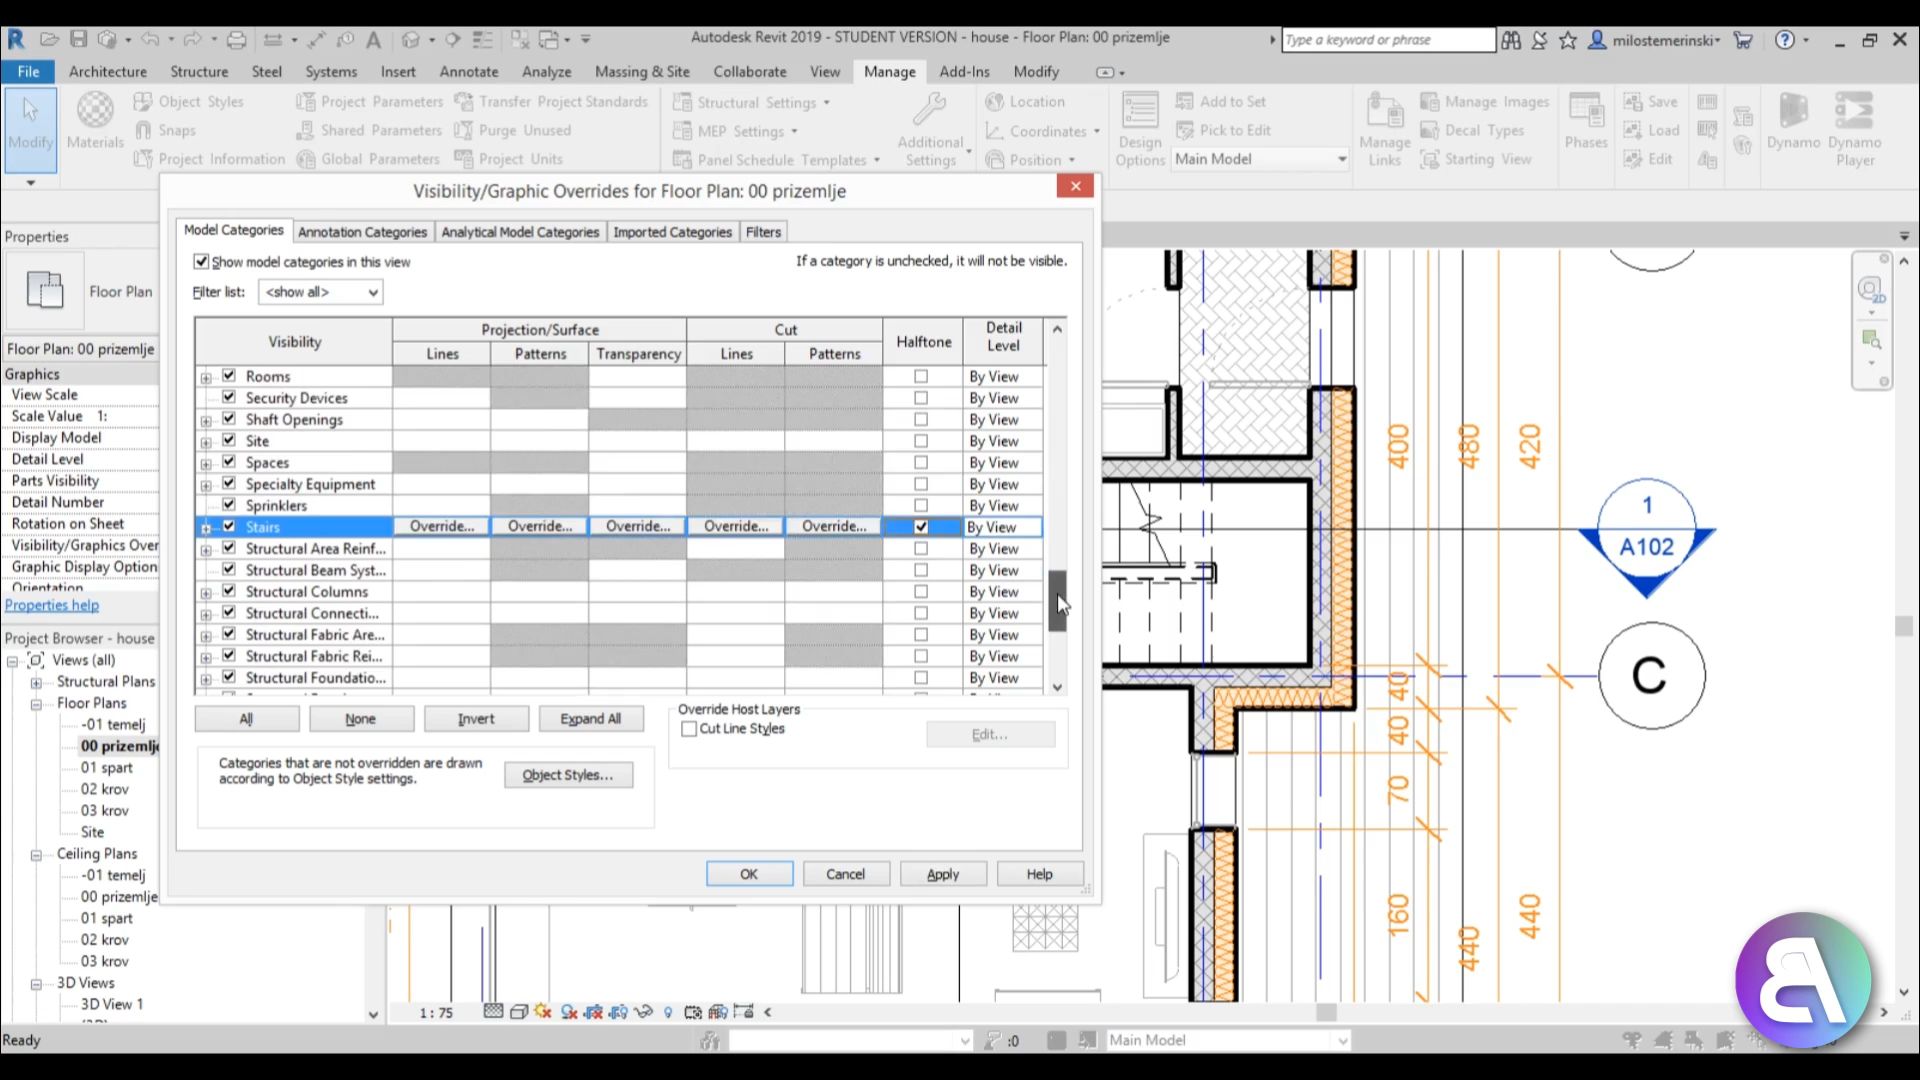 Autodesk Revit 2019 - STUDENT VERSION - house - Floor Plan: 00 prizemlje
Type a keyword or phrase
milostemerinski
File Architecture Structure Steel Systems Insert Annotate Analyze Massing & Site Collaborate View Manage Add-Ins Modify
Modify
Materials
Object Styles
Snaps
Project Information
Project Parameters
Shared Parameters
Global Parameters
Transfer Project Standards
Purge Unused
Project Units
Structural Settings
MEP Settings
Panel Schedule Templates
Additional
Settings
Location
Coordinates
Position
Design
Options
Add to Set
Pick to Edit
Main Model
Manage
Links
Manage Images
Decal Types
Starting View
Phases
Save
Load
Edit
Dynamo
Dynamo
Player
Properties
Floor Plan
Floor Plan: 00 prizemlje
Graphics
View Scale
Scale Value 1:
Display Model
Detail Level
Parts Visibility
Detail Number
Rotation on Sheet
Visibility/Graphics Over
Graphic Display Option
Orientation
Properties help
Project Browser - house
Views (all)
Structural Plans
Floor Plans
-01 temelj
00 prizemlje
01 sprat
02 krov
03 krov
Site
Ceiling Plans
-01 temelj
00 prizemlje
01 sprat
02 krov
03 krov
3D Views
3D View 1
Visibility/Graphic Overrides for Floor Plan: 00 prizemlje
Model Categories Annotation Categories Analytical Model Categories Imported Categories Filters
Show model categories in this view
If a category is unchecked, it will not be visible.
Filter list: <show all>
Visibility Projection/Surface Cut Halftone Detail Level
Lines Patterns Transparency Lines Patterns
Rooms By View
Security Devices By View
Shaft Openings By View
Site By View
Spaces By View
Specialty Equipment By View
Sprinklers By View
Stairs Override... Override... Override... Override... Override... By View
Structural Area Reinf... By View
Structural Beam Syst... By View
Structural Columns By View
Structural Connecti... By View
Structural Fabric Are... By View
Structural Fabric Rei... By View
Structural Foundatio... By View
All None Invert Expand All
Override Host Layers
Cut Line Styles Edit...
Categories that are not overridden are drawn
according to Object Style settings.
Object Styles...
OK Cancel Apply Help
2D
400 480 420
1
A102
C
40
40
70
160
440
440
1 : 75
Ready
:0
Main Model